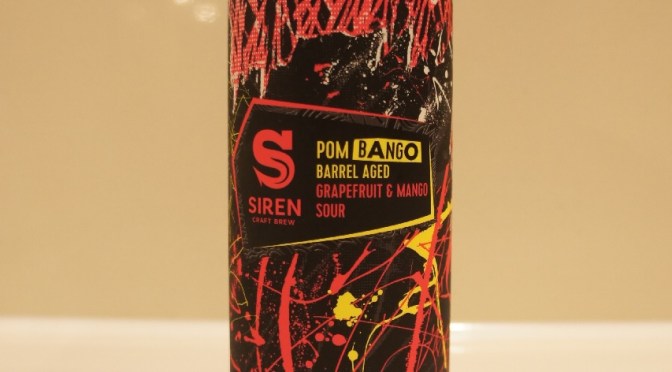 SIREN
CRAFT BREW
POM BANGO
BARREL AGED
GRAPEFRUIT & MANGO
SOUR